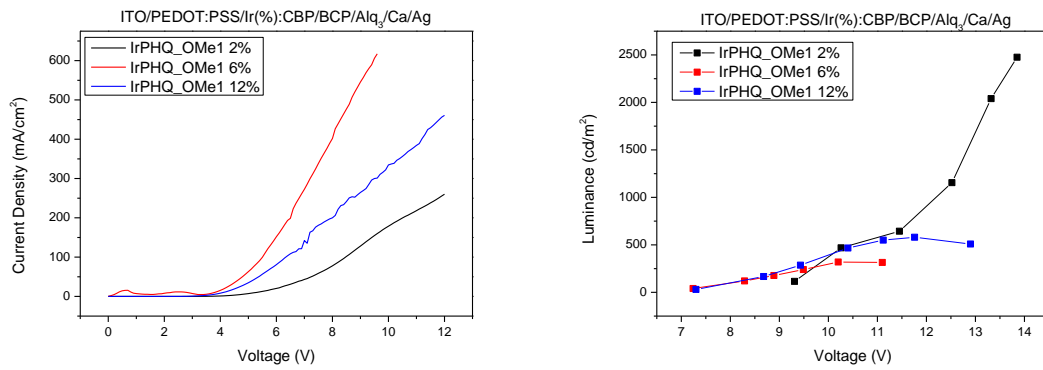 ITO/PEDOT:PSS/Ir(%):CBP/BCP/Alq₃/Ca/Ag
IrPHQ_OMe1 2%
IrPHQ_OMe1 6%
IrPHQ_OMe1 12%
Current Density (mA/cm²)
600
500
400
300
200
100
0
0 2 4 6 8 10 12
Voltage (V)
ITO/PEDOT:PSS/Ir(%):CBP/BCP/Alq₃/Ca/Ag
IrPHQ_OMe1 2%
IrPHQ_OMe1 6%
IrPHQ_OMe1 12%
Luminance (cd/m²)
2500
2000
1500
1000
500
0
7 8 9 10 11 12 13 14
Voltage (V)